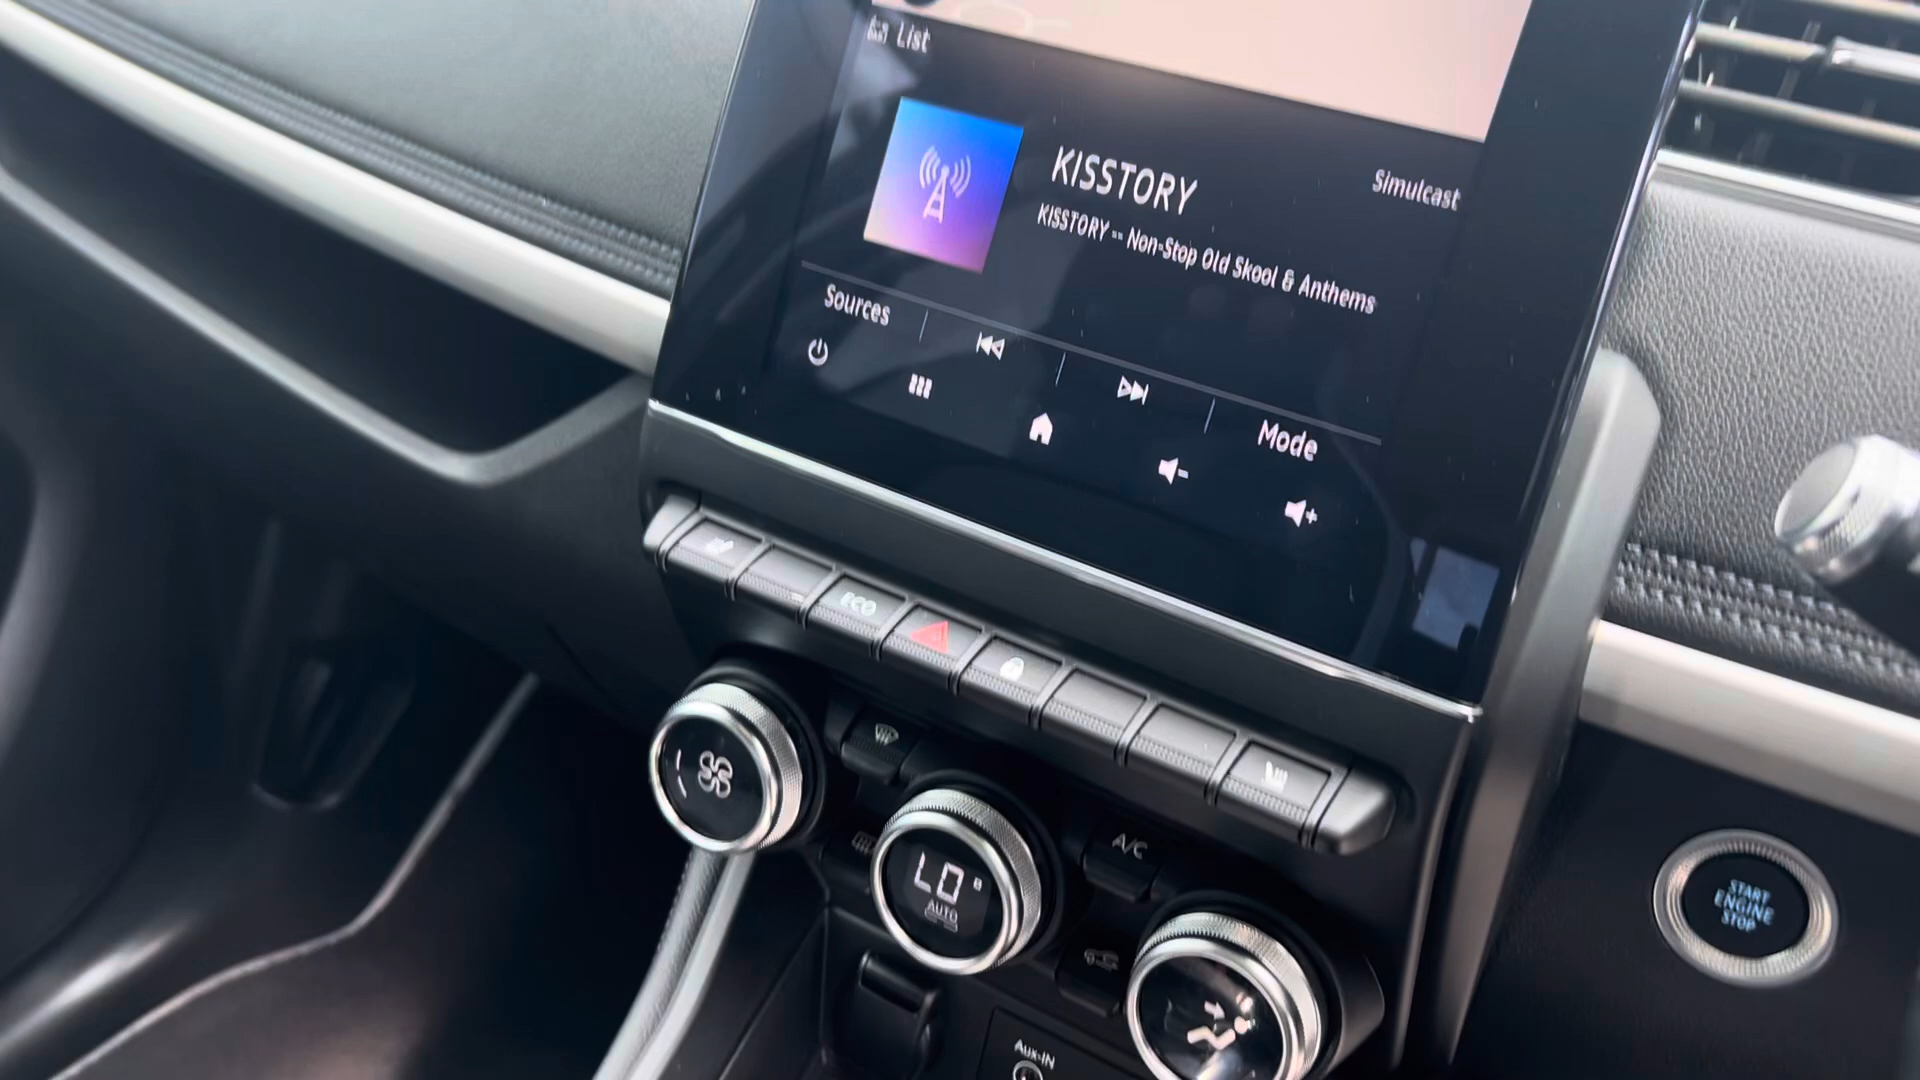 List
KISSTORY
Simulcast
KISSTORY -- Non-Stop Old Skool & Anthems
Sources
Mode
ECO
A/C
LO
AUTO
START
ENGINE
STOP
AUX-IN